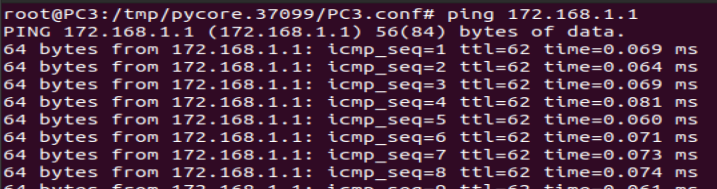 root@PC3:/tmp/pycore.37099/PC3.conf# ping 172.168.1.1
PING 172.168.1.1 (172.168.1.1) 56(84) bytes of data.
64 bytes from 172.168.1.1: icmp_seq=1 ttl=62 time=0.069 ms
64 bytes from 172.168.1.1: icmp_seq=2 ttl=62 time=0.064 ms
64 bytes from 172.168.1.1: icmp_seq=3 ttl=62 time=0.069 ms
64 bytes from 172.168.1.1: icmp_seq=4 ttl=62 time=0.081 ms
64 bytes from 172.168.1.1: icmp_seq=5 ttl=62 time=0.060 ms
64 bytes from 172.168.1.1: icmp_seq=6 ttl=62 time=0.071 ms
64 bytes from 172.168.1.1: icmp_seq=7 ttl=62 time=0.073 ms
64 bytes from 172.168.1.1: icmp_seq=8 ttl=62 time=0.074 ms
64 bytes from 172.168.1.1: ttl=62 ms